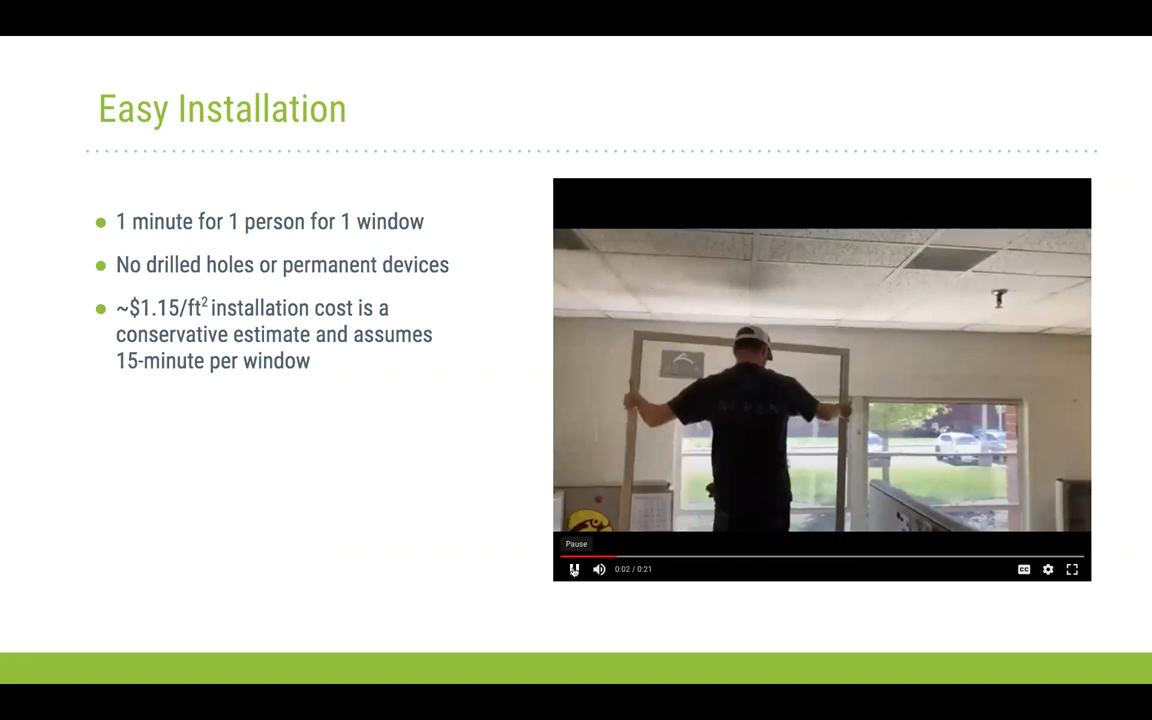 Easy Installation
1 minute for 1 person for 1 window
No drilled holes or permanent devices
~$1.15/ft² installation cost is a
conservative estimate and assumes
15-minute per window
Pause
0:02 / 0:21
CC